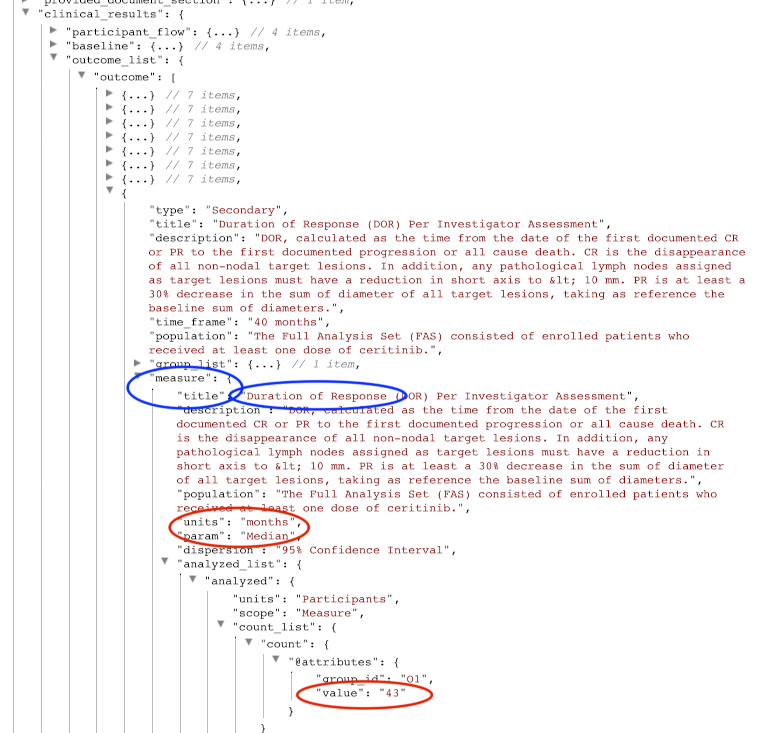 "provided_document_section": {...} // 1 item,
"clinical_results": {
"participant_flow": {...} // 4 items,
"baseline": {...} // 4 items,
"outcome_list": {
"outcome": [
{...} // 7 items,
{...} // 7 items,
{...} // 7 items,
{...} // 7 items,
{...} // 7 items,
{...} // 7 items,
{...} // 7 items,
{
"type": "Secondary",
"title": "Duration of Response (DOR) Per Investigator Assessment",
"description": "DOR, calculated as the time from the date of the first documented CR
or PR to the first documented progression or all cause death. CR is the disappearance
of all non-nodal target lesions. In addition, any pathological lymph nodes assigned
as target lesions must have a reduction in short axis to &lt; 10 mm. PR is at least a
30% decrease in the sum of diameter of all target lesions, taking as reference the
baseline sum of diameters.",
"time_frame": "40 months",
"population": "The Full Analysis Set (FAS) consisted of enrolled patients who
received at least one dose of ceritinib.",
"group_list": {...} // 1 item,
"measure": {
"title": "Duration of Response (DOR) Per Investigator Assessment",
"description": "DOR, calculated as the time from the date of the first
documented CR or PR to the first documented progression or all cause death. CR
is the disappearance of all non-nodal target lesions. In addition, any
pathological lymph nodes assigned as target lesions must have a reduction in
short axis to &lt; 10 mm. PR is at least a 30% decrease in the sum of diameter
of all target lesions, taking as reference the baseline sum of diameters.",
"population": "The Full Analysis Set (FAS) consisted of enrolled patients who
received at least one dose of ceritinib.",
"units": "months",
"param": "Median",
"dispersion": "95% Confidence Interval",
"analyzed_list": {
"analyzed": {
"units": "Participants",
"scope": "Measure",
"count_list": {
"count": {
"@attributes": {
"group_id": "O1",
"value": "43"
}
}